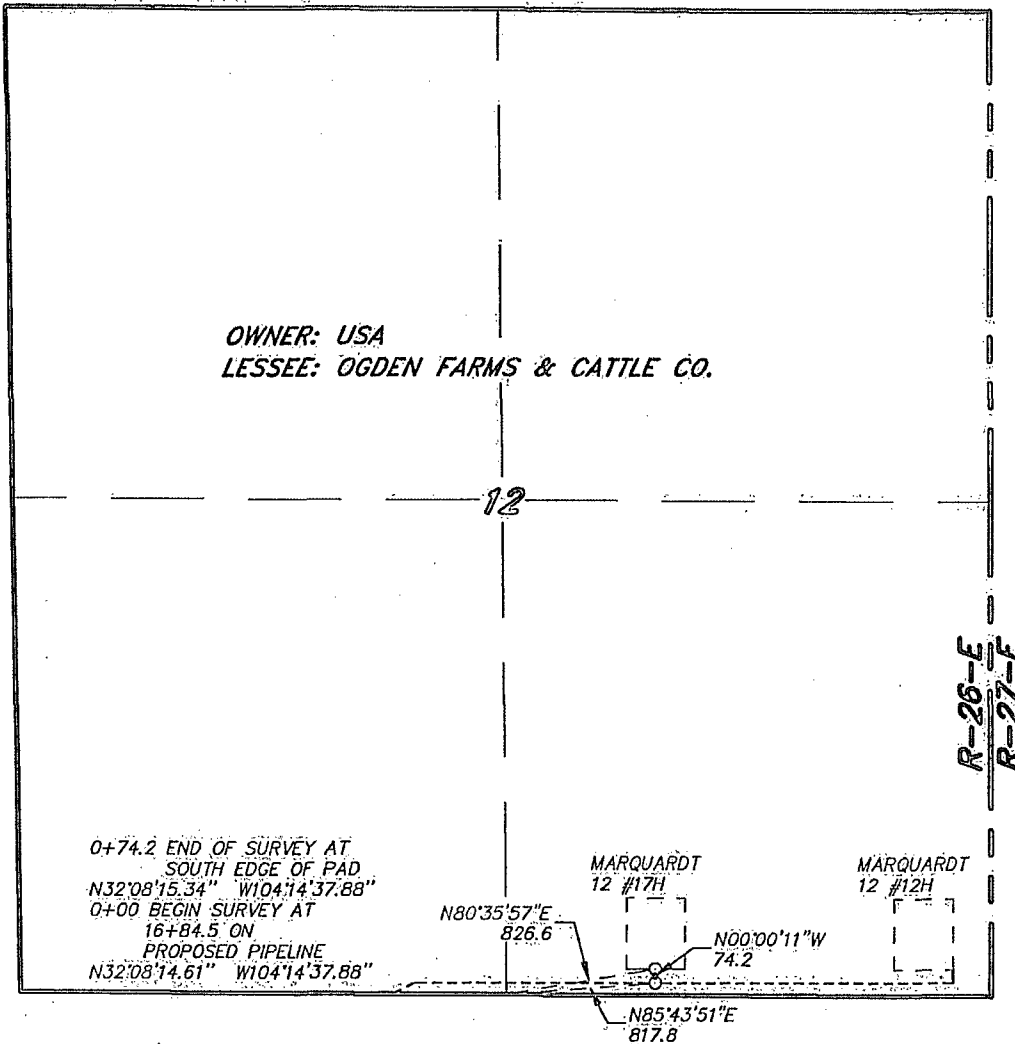 OWNER: USA
LESSEE: OGDEN FARMS & CATTLE CO.
12
R-26-E
R-27-E
0+74.2 END OF SURVEY AT
SOUTH EDGE OF PAD
N32°08'15.34" W104°14'37.88"
0+00 BEGIN SURVEY AT
16+84.5 ON
PROPOSED PIPELINE
N32°08'14.61" W104°14'37.88"
MARQUARDT
12 #17H
MARQUARDT
12 #12H
N80°35'57"E
826.6
N00°00'11"W
74.2
N85°43'51"E
817.8